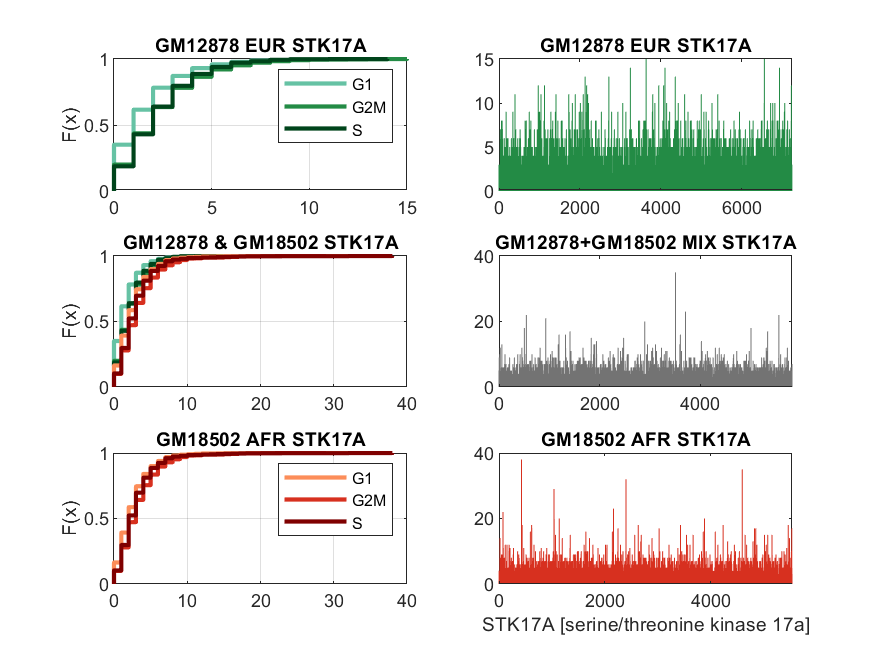 GM12878 EUR STK17A
F(x)
1
0.5
0
0
5
10
15
G1
G2M
S
GM12878 EUR STK17A
15
10
5
0
0
2000
4000
6000
GM12878 & GM18502 STK17A
F(x)
1
0.5
0
0
10
20
30
40
GM12878+GM18502 MIX STK17A
40
20
0
0
2000
4000
GM18502 AFR STK17A
F(x)
1
0.5
0
0
10
20
30
40
G1
G2M
S
GM18502 AFR STK17A
40
20
0
0
2000
4000
STK17A [serine/threonine kinase 17a]